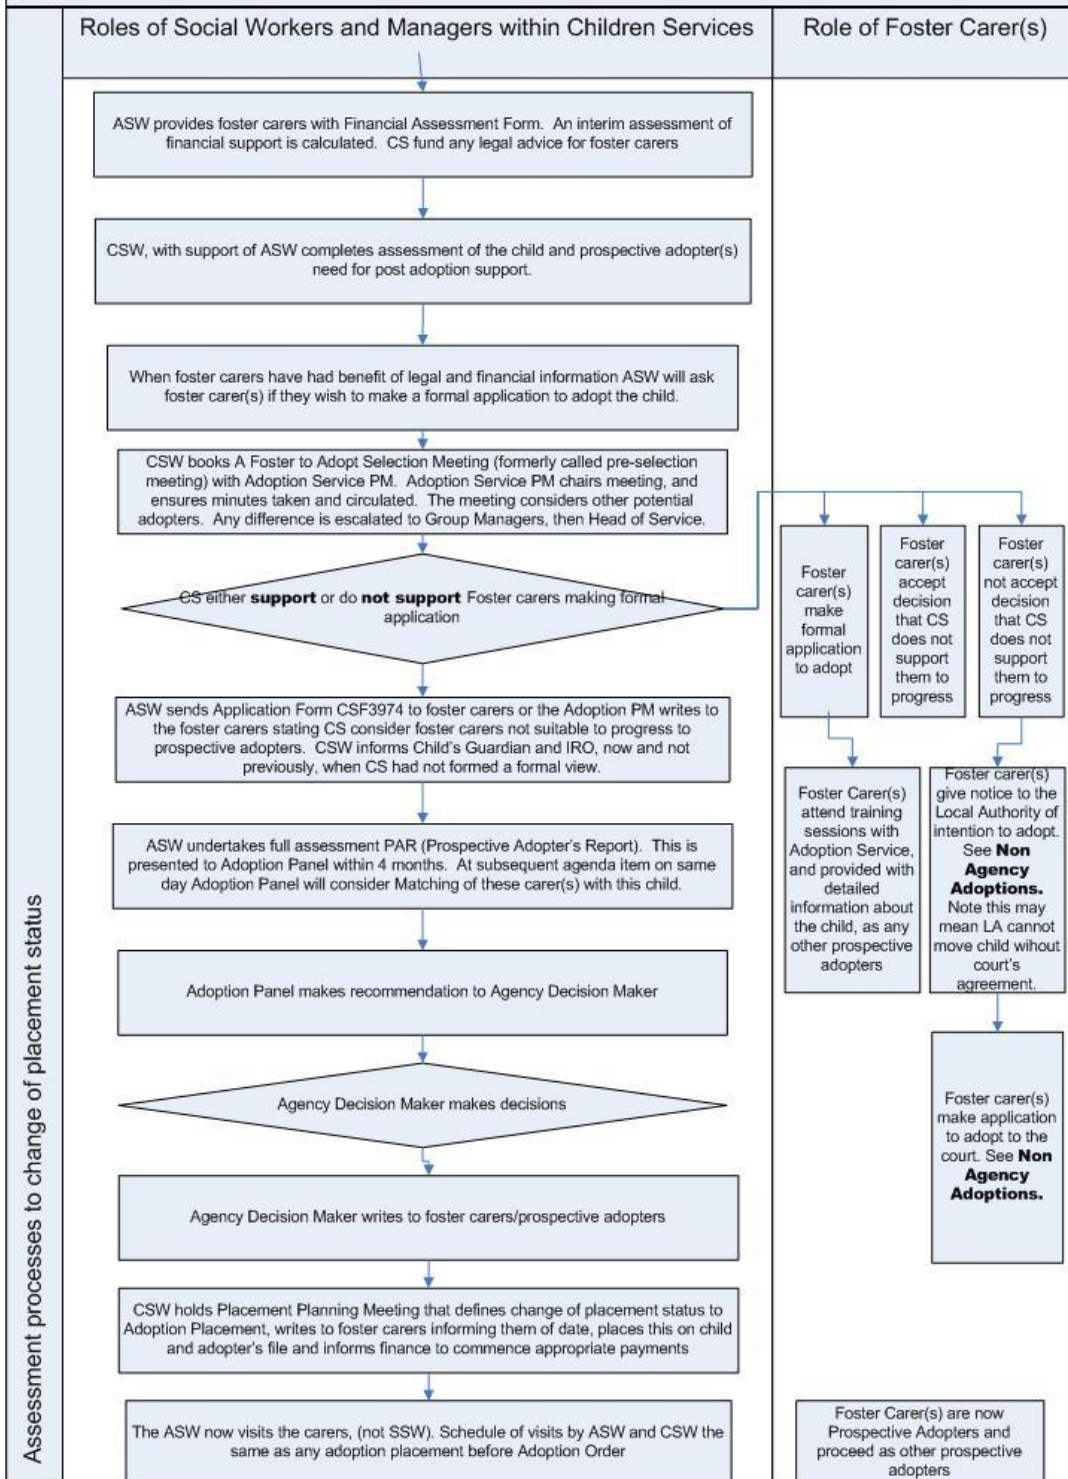 Roles of Social Workers and Managers within Children Services
Role of Foster Carer(s)
Assessment processes to change of placement status
ASW provides foster carers with Financial Assessment Form. An interim assessment of
financial support is calculated. CS fund any legal advice for foster carers
CSW, with support of ASW completes assessment of the child and prospective adopter(s)
need for post adoption support.
When foster carers have had benefit of legal and financial information ASW will ask
foster carer(s) if they wish to make a formal application to adopt the child.
CSW books A Foster to Adopt Selection Meeting (formerly called pre-selection
meeting) with Adoption Service PM. Adoption Service PM chairs meeting, and
ensures minutes taken and circulated. The meeting considers other potential
adopters. Any difference is escalated to Group Managers, then Head of Service.
CS either support or do not support Foster carers making formal
application
ASW sends Application Form CSF3974 to foster carers or the Adoption PM writes to
the foster carers stating CS consider foster carers not suitable to progress to
prospective adopters. CSW informs Child's Guardian and IRO, now and not
previously, when CS had not formed a formal view.
ASW undertakes full assessment PAR (Prospective Adopter's Report). This is
presented to Adoption Panel within 4 months. At subsequent agenda item on same
day Adoption Panel will consider Matching of these carer(s) with this child.
Adoption Panel makes recommendation to Agency Decision Maker
Agency Decision Maker makes decisions
Agency Decision Maker writes to foster carers/prospective adopters
CSW holds Placement Planning Meeting that defines change of placement status to
Adoption Placement, writes to foster carers informing them of date, places this on child
and adopter's file and informs finance to commence appropriate payments
The ASW now visits the carers, (not SSW). Schedule of visits by ASW and CSW the
same as any adoption placement before Adoption Order
Foster
carer(s)
make
formal
application
to adopt
Foster
carer(s)
accept
decision
that CS
does not
support
them to
progress
Foster
carer(s)
not accept
decision
that CS
does not
support
them to
progress
Foster Carer(s)
attend training
sessions with
Adoption Service,
and provided with
detailed
information about
the child, as any
other prospective
adopters
Foster carer(s)
give notice to the
Local Authority of
intention to adopt.
See Non
Agency
Adoptions.
Note this may
mean LA cannot
move child wihout
court's
agreement.
Foster carer(s)
make application
to adopt to the
court. See Non
Agency
Adoptions.
Foster Carer(s) are now
Prospective Adopters and
proceed as other prospective
adopters